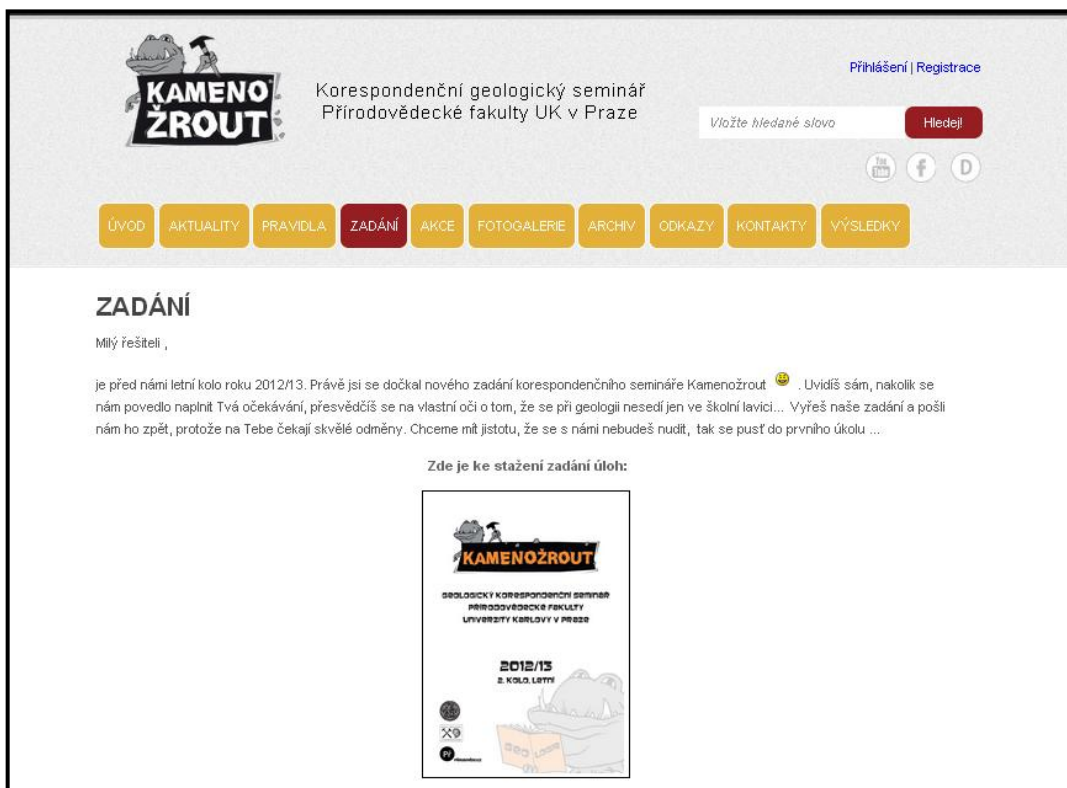 KAMENO
ŽROUT
Korespondenční geologický seminář
Přírodovědecké fakulty UK v Praze
Přihlášení | Registrace
Vložte hledané slovo
Hledej!
You
Tube
f
D
ÚVOD
AKTUALITY
PRAVIDLA
ZADÁNÍ
AKCE
FOTOGALERIE
ARCHIV
ODKAZY
KONTAKTY
VÝSLEDKY
ZADÁNÍ
Milý řešiteli ,
je před námi letní kolo roku 2012/13. Právě jsi se dočkal nového zadání korespondenčního semináře Kamenožrout . Uvidíš sám, nakolik se
nám povedlo naplnit Tvá očekávání, přesvědčíš se na vlastní oči o tom, že se při geologii nesedí jen ve školní lavici... Vyřeš naše zadání a pošli
nám ho zpět, protože na Tebe čekají skvělé odměny. Chceme mít jistotu, že se s námi nebudeš nudit, tak se pusť do prvního úkolu ...
Zde je ke stažení zadání úloh:
KAMENOŽROUT
GEOLOGICKÝ KORESPONDENČNÍ SEMINÁŘ
PŘÍRODOVĚDECKÉ FAKULTY
UNIVERZITY KARLOVY V PRAZE
2012/13
2. KOLO, LETNÍ